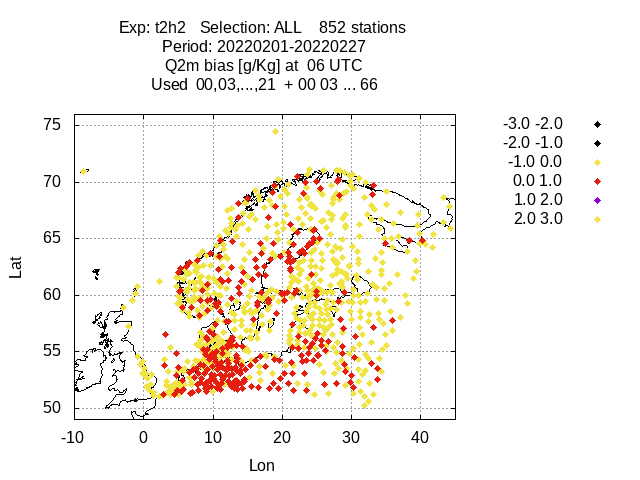 Exp: t2h2 Selection: ALL 852 stations
Period: 20220201-20220227
Q2m bias [g/Kg] at 06 UTC
Used 00,03,...,21 + 00 03 ... 66
-3.0 -2.0
-2.0 -1.0
-1.0 0.0
0.0 1.0
1.0 2.0
2.0 3.0
75
70
65
60
55
50
Lat
-10 0 10 20 30 40
Lon